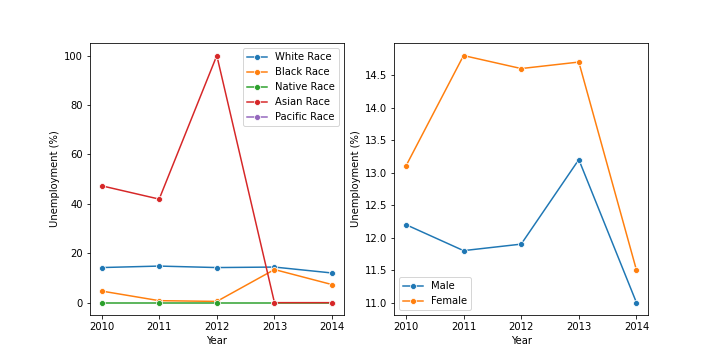 100
80
60
40
20
0
Unemployment (%)
2010 2011 2012 2013 2014
Year
White Race
Black Race
Native Race
Asian Race
Pacific Race
14.5
14.0
13.5
13.0
12.5
12.0
11.5
11.0
Unemployment (%)
2010 2011 2012 2013 2014
Year
Male
Female